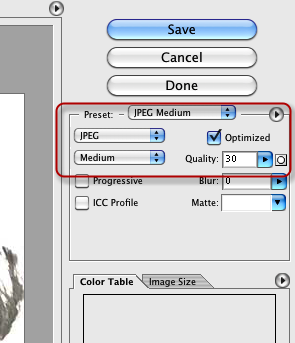 Save
Cancel
Done
Preset: JPEG Medium
JPEG Optimized
Medium Quality: 30
Progressive Blur: 0
ICC Profile Matte:
Color Table Image Size